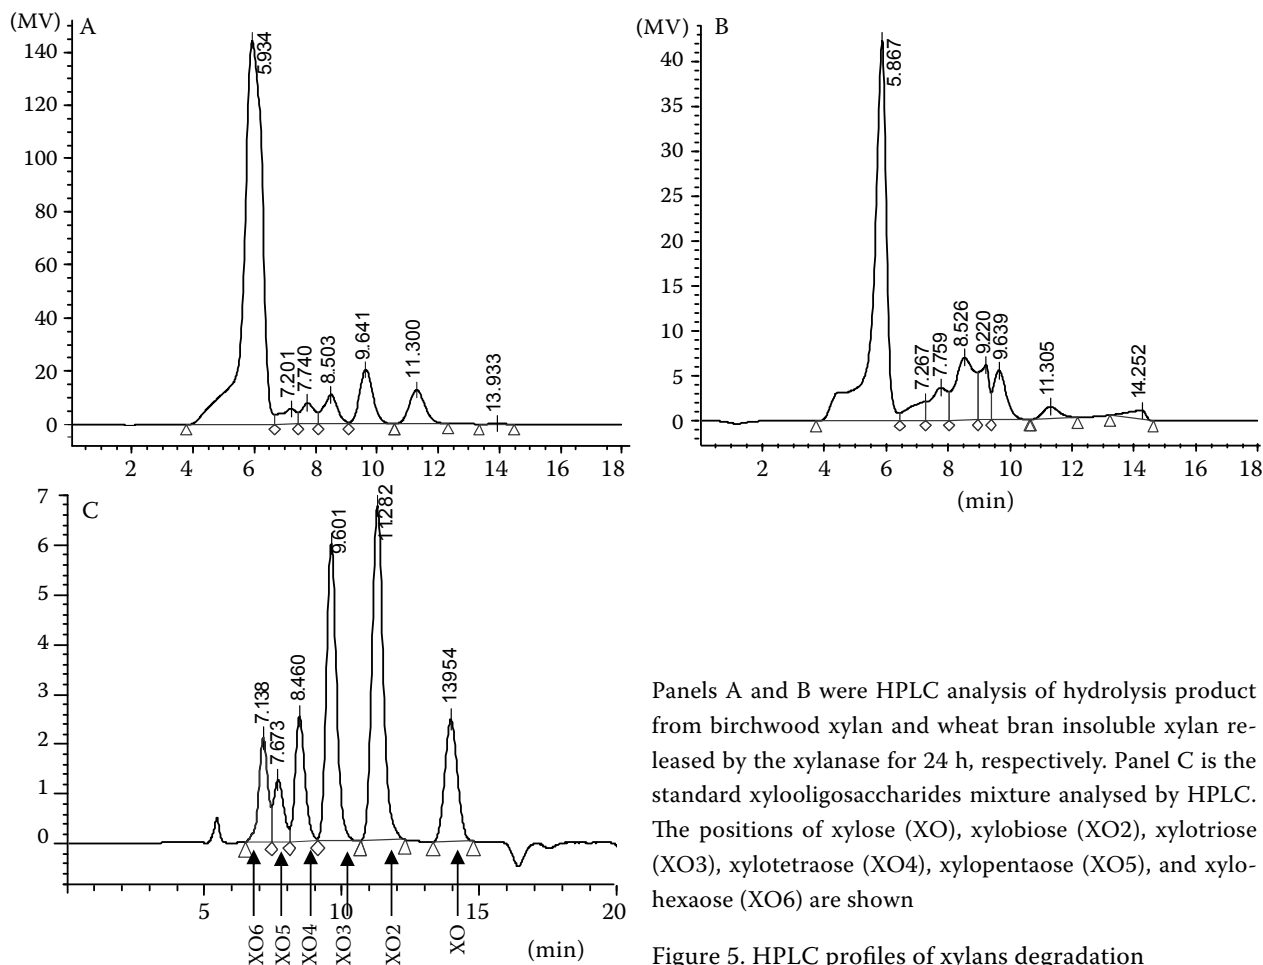 (MV)
A
140
120
100
80
60
40
20
0
5.934
7.201
7.740
8.503
9.641
11.300
13.933
2 4 6 8 10 12 14 16 18
(MV)
B
40
35
30
25
20
15
10
5
0
5.867
7.267
7.759
8.526
9.220
9.639
11.305
14.252
2 4 6 8 10 12 14 16 18
(min)
C
7
6
5
4
3
2
1
0
7.138
7.673
8.460
9.601
11282
13954
5 10 15 20
XO6 XO5 XO4 XO3 XO2 XO
(min)
Panels A and B were HPLC analysis of hydrolysis product
from birchwood xylan and wheat bran insoluble xylan re-
leased by the xylanase for 24 h, respectively. Panel C is the
standard xylooligosaccharides mixture analysed by HPLC.
The positions of xylose (XO), xylobiose (XO2), xylotriose
(XO3), xylotetraose (XO4), xylopentaose (XO5), and xylo-
hexaose (XO6) are shown
Figure 5. HPLC profiles of xylans degradation